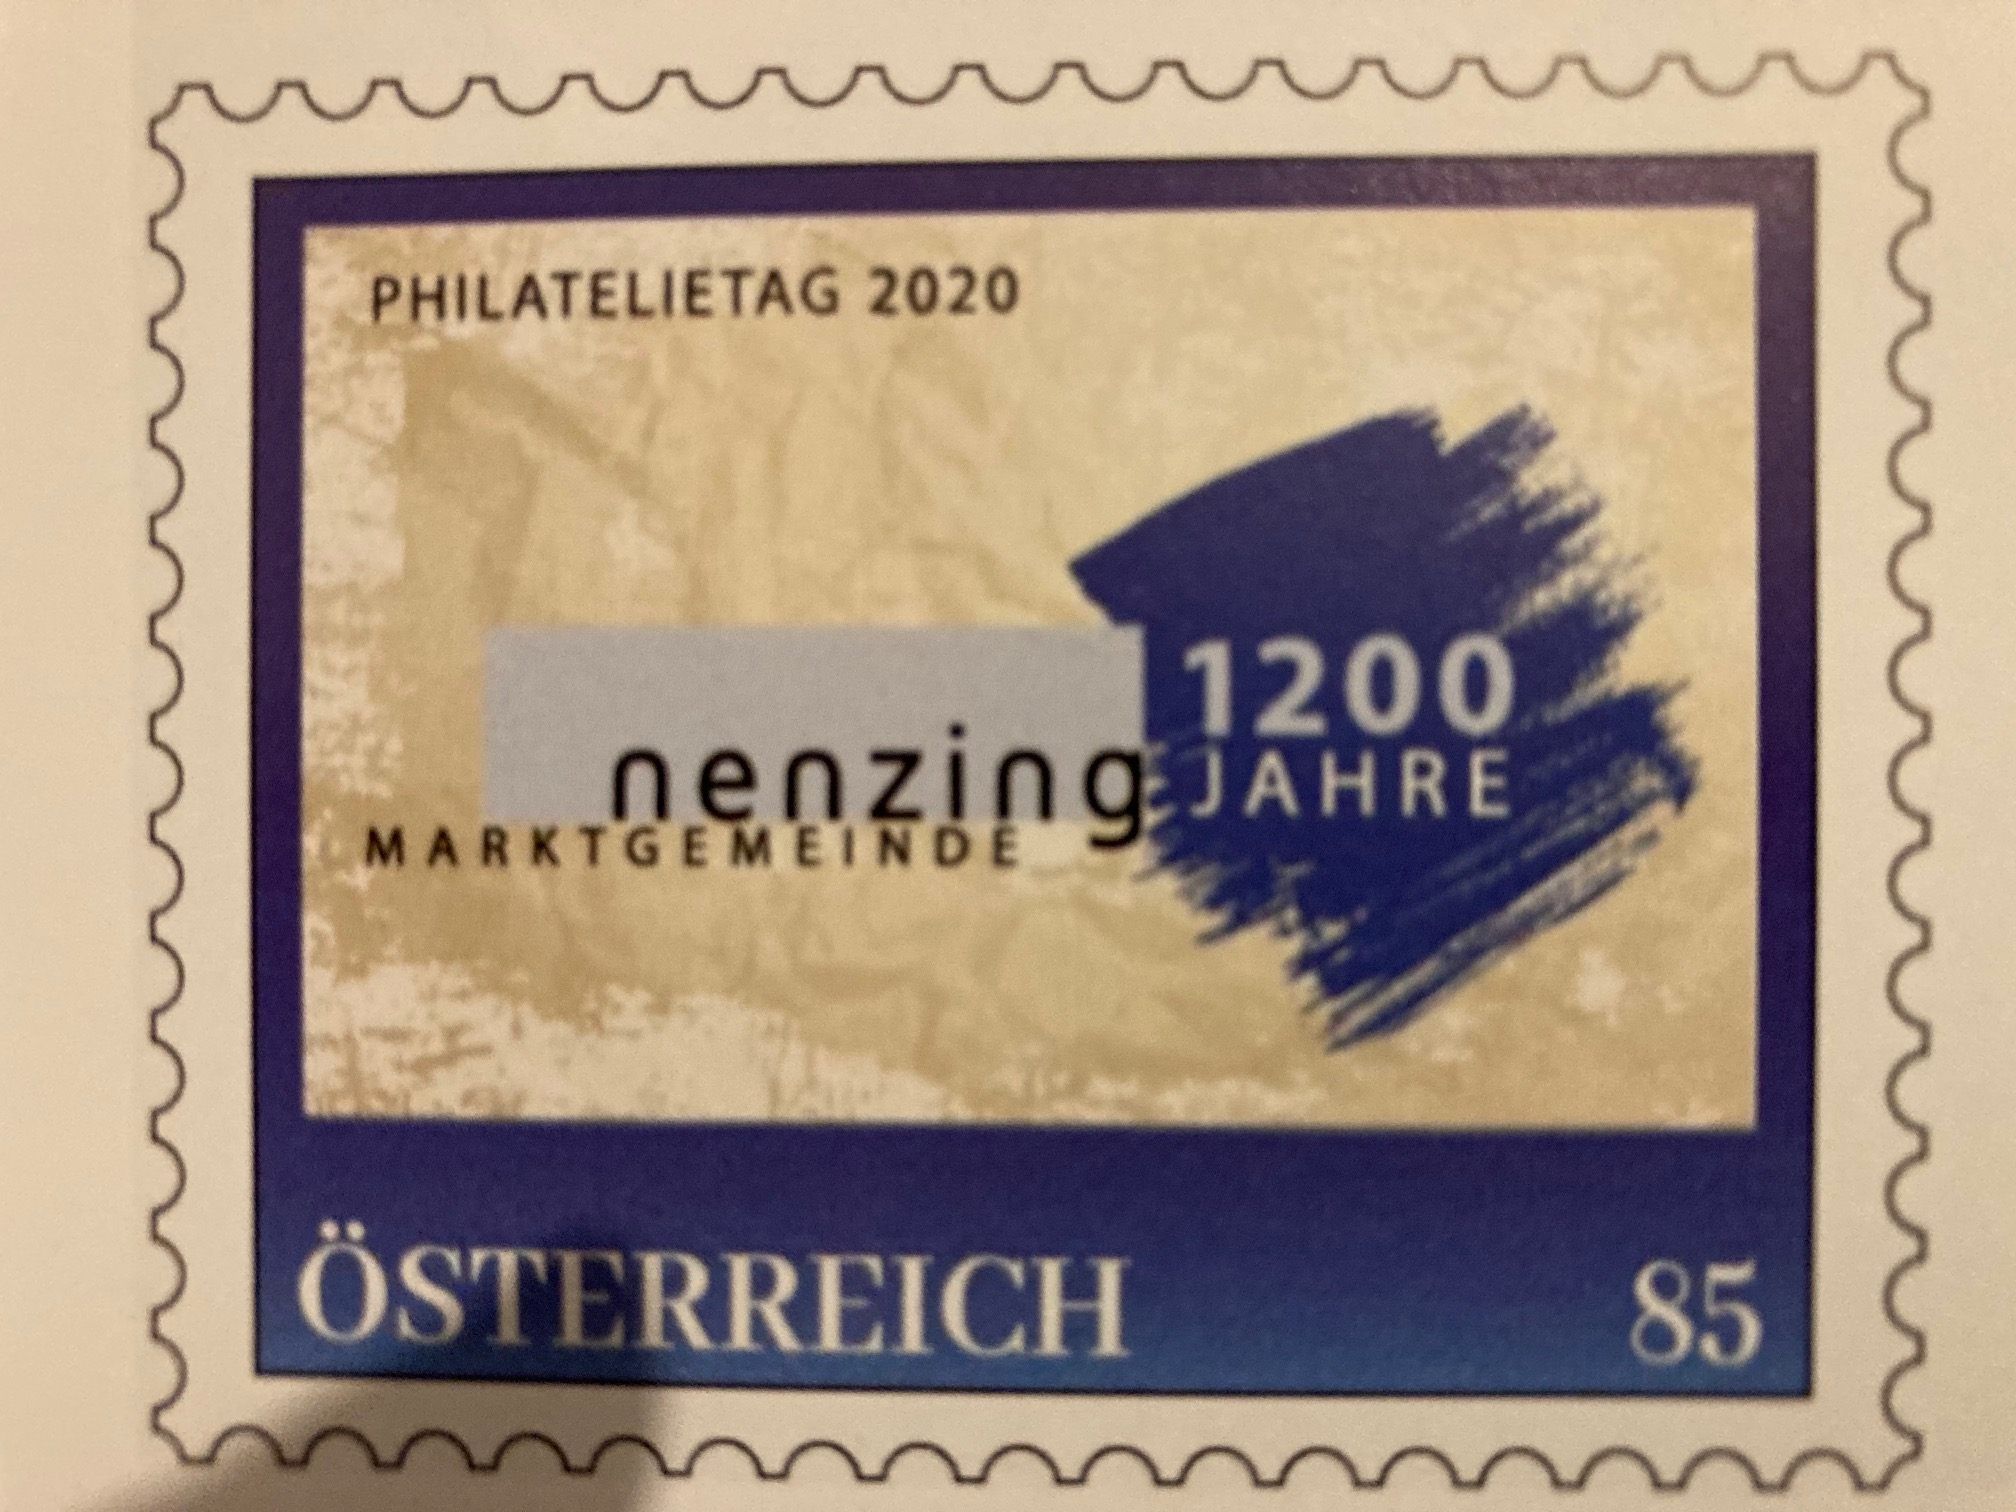 PHILATELIETAG 2020
1200
nenzing JAHRE
MARKTGEMEINDE
ÖSTERREICH 85